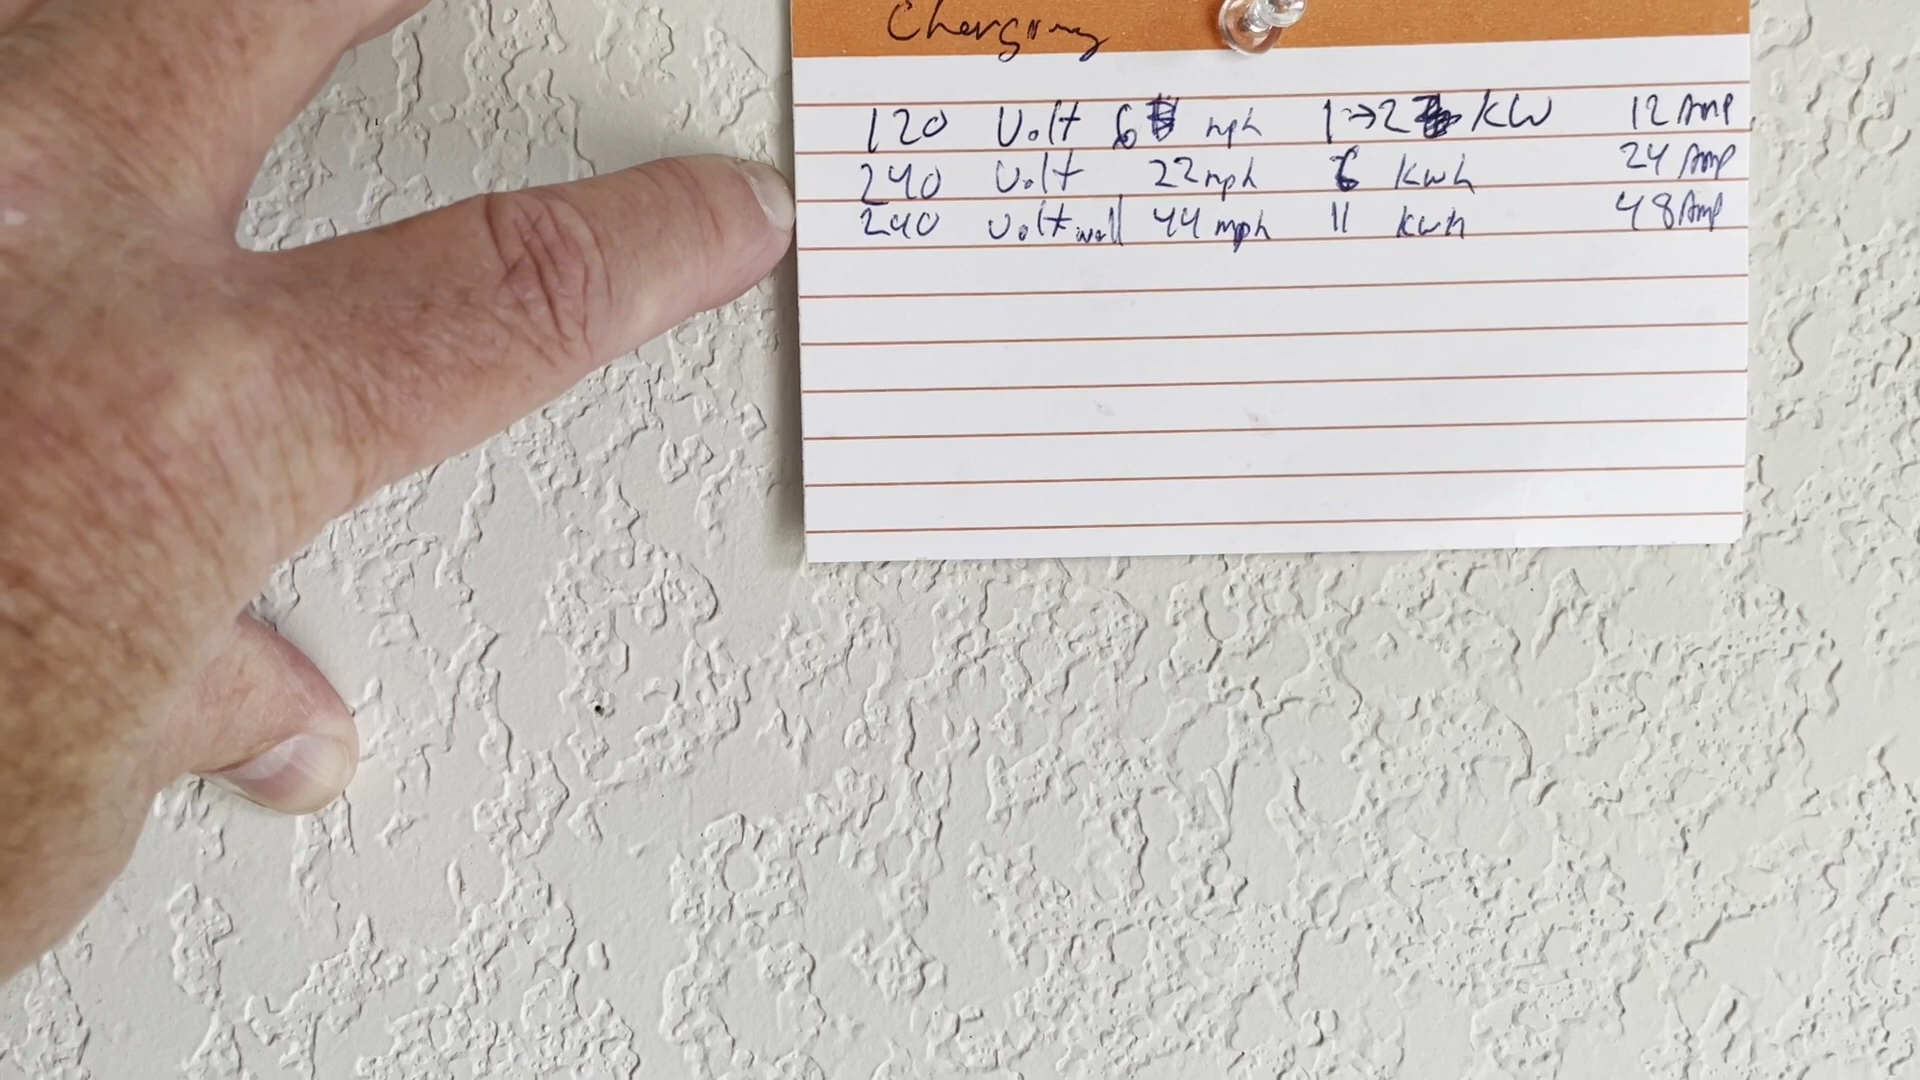 Charging
120 Volt 6 mph 1→2 KW 12 Amp
240 Volt 22 mph 6 kwh 24 Amp
240 Volt wall 44 mph 11 kwh 48 Amp